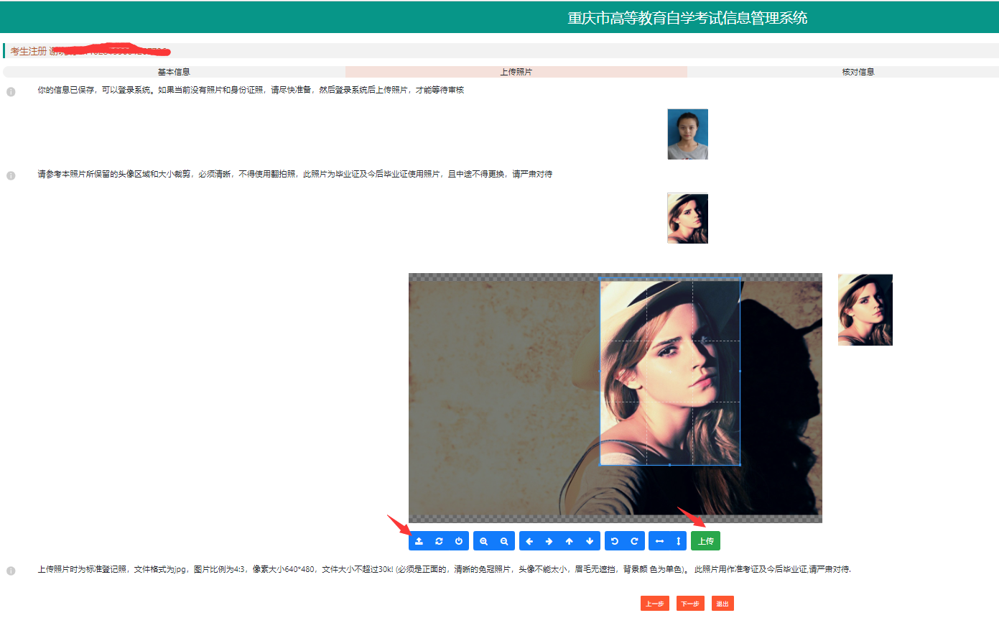 重庆市高等教育自学考试信息管理系统
考生注册
基本信息 上传照片 核对信息
你的信息已保存，可以登录系统。如果当前没有照片和身份证照，请尽快准备，然后登录系统后上传照片，才能等待审核
请参考本照片所保留的头像区域和大小裁剪，必须清晰，不得使用翻拍照，此照片为毕业证及今后毕业证使用照片，且中途不得更换，请严肃对待
上传
上传照片时为标准登记照，文件格式为jpg，图片比例为4:3，像素大小640*480，文件大小不超过30k! (必须是正面的，清晰的免冠照片，头像不能太小，眉毛无遮挡，背景颜 色为单色)。 此照片用作准考证及今后毕业证,请严肃对待.
上一步 下一步 退出